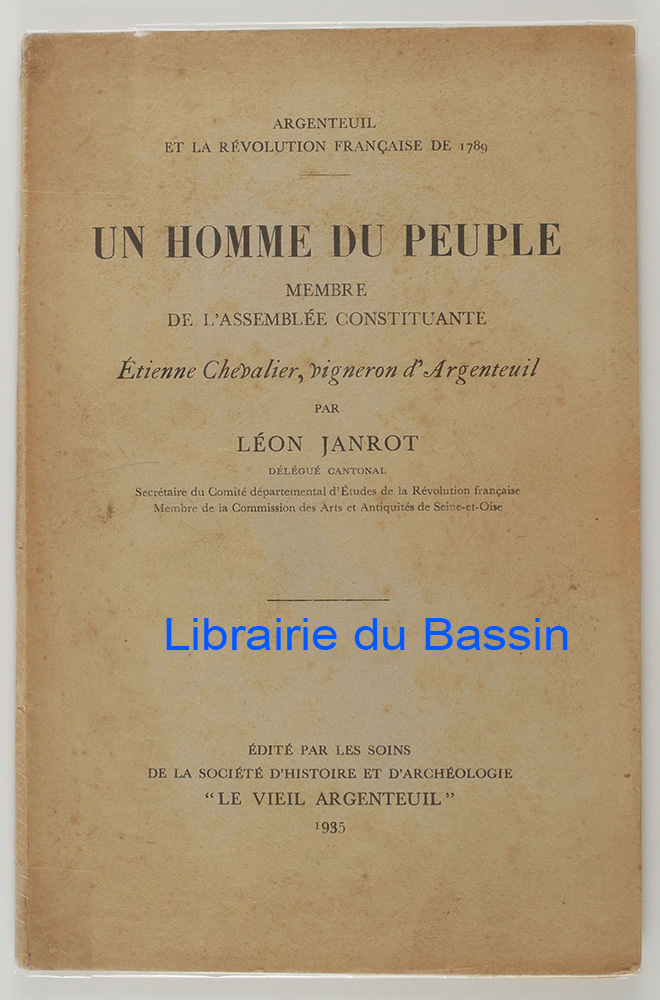 ARGENTEUIL
ET LA RÉVOLUTION FRANÇAISE DE 1789
UN HOMME DU PEUPLE
MEMBRE
DE L'ASSEMBLÉE CONSTITUANTE
Étienne Chevalier, vigneron d'Argenteuil
PAR
LÉON JANROT
DÉLÉGUÉ CANTONAL
Secrétaire du Comité départemental d'Études de la Révolution française
Membre de la Commission des Arts et Antiquités de Seine-et-Oise
Librairie du Bassin
ÉDITÉ PAR LES SOINS
DE LA SOCIÉTÉ D'HISTOIRE ET D'ARCHÉOLOGIE
"LE VIEIL ARGENTEUIL"
1935